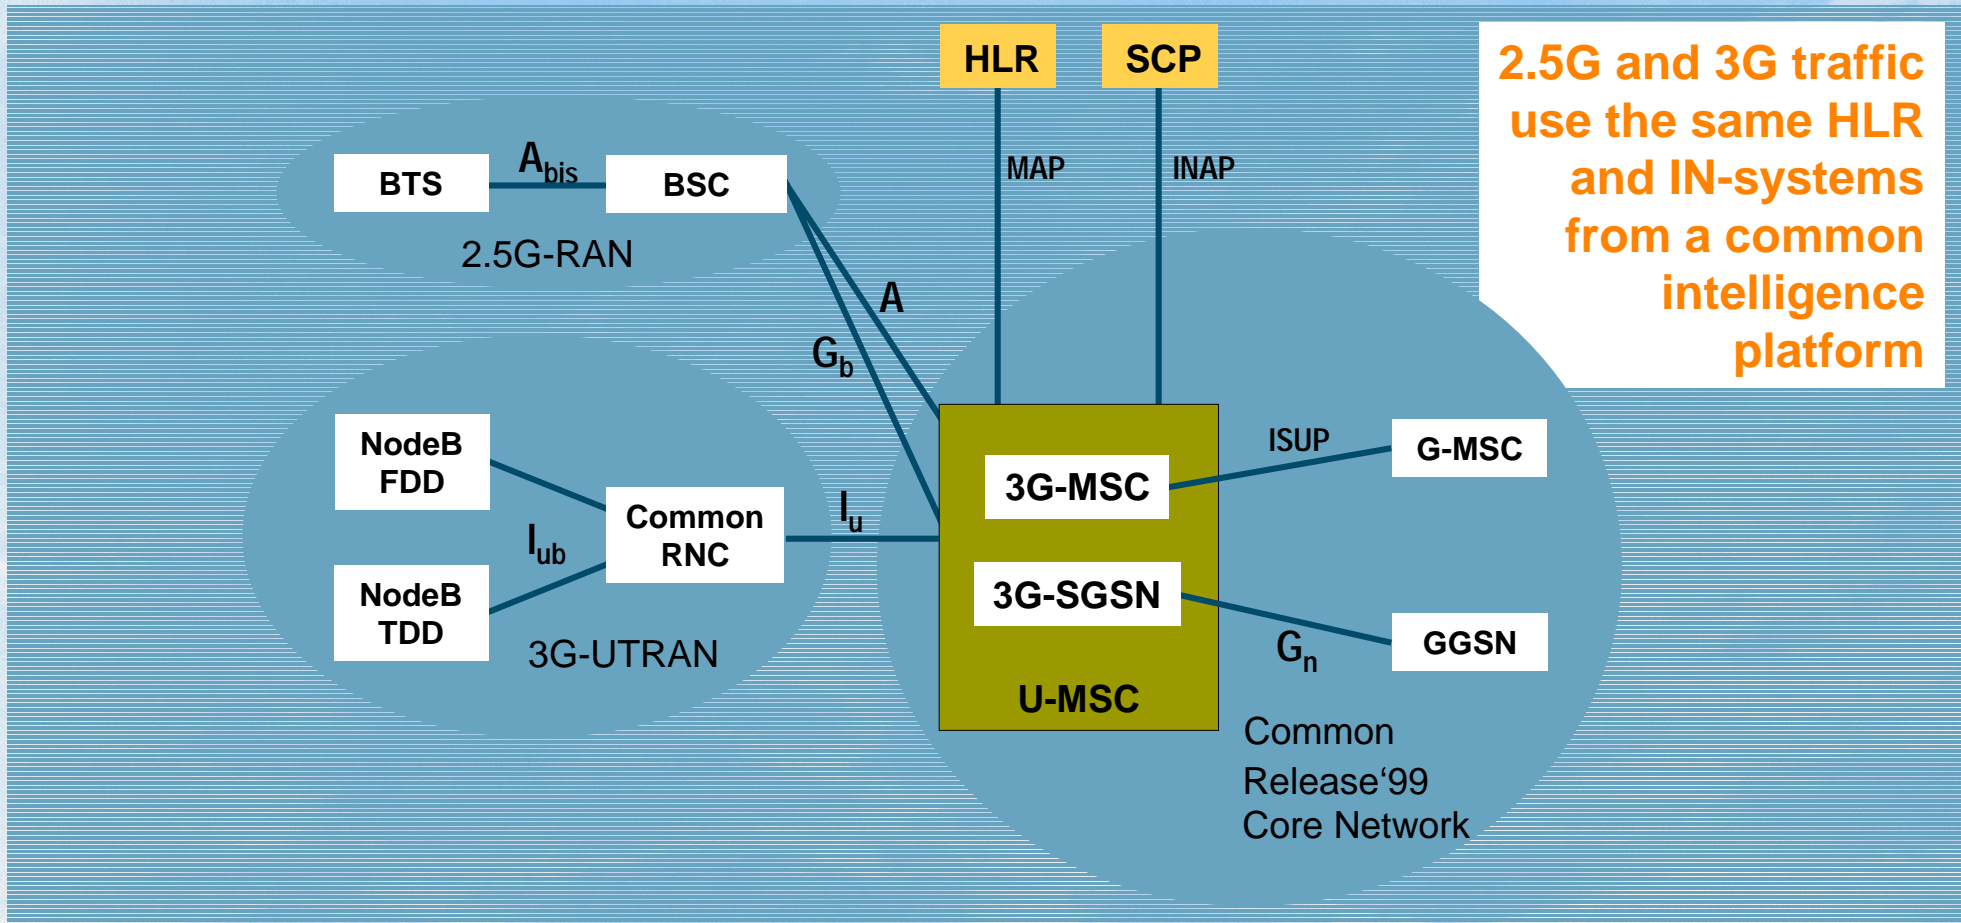 HLR
SCP
2.5G and 3G traffic
use the same HLR
and IN-systems
from a common
intelligence
platform
MAP
INAP
BTS
Abis
BSC
2.5G-RAN
A
Gb
NodeB
FDD
Iub
NodeB
TDD
Common
RNC
3G-UTRAN
Iu
3G-MSC
3G-SGSN
U-MSC
ISUP
G-MSC
Gn
GGSN
Common
Release‘99
Core Network